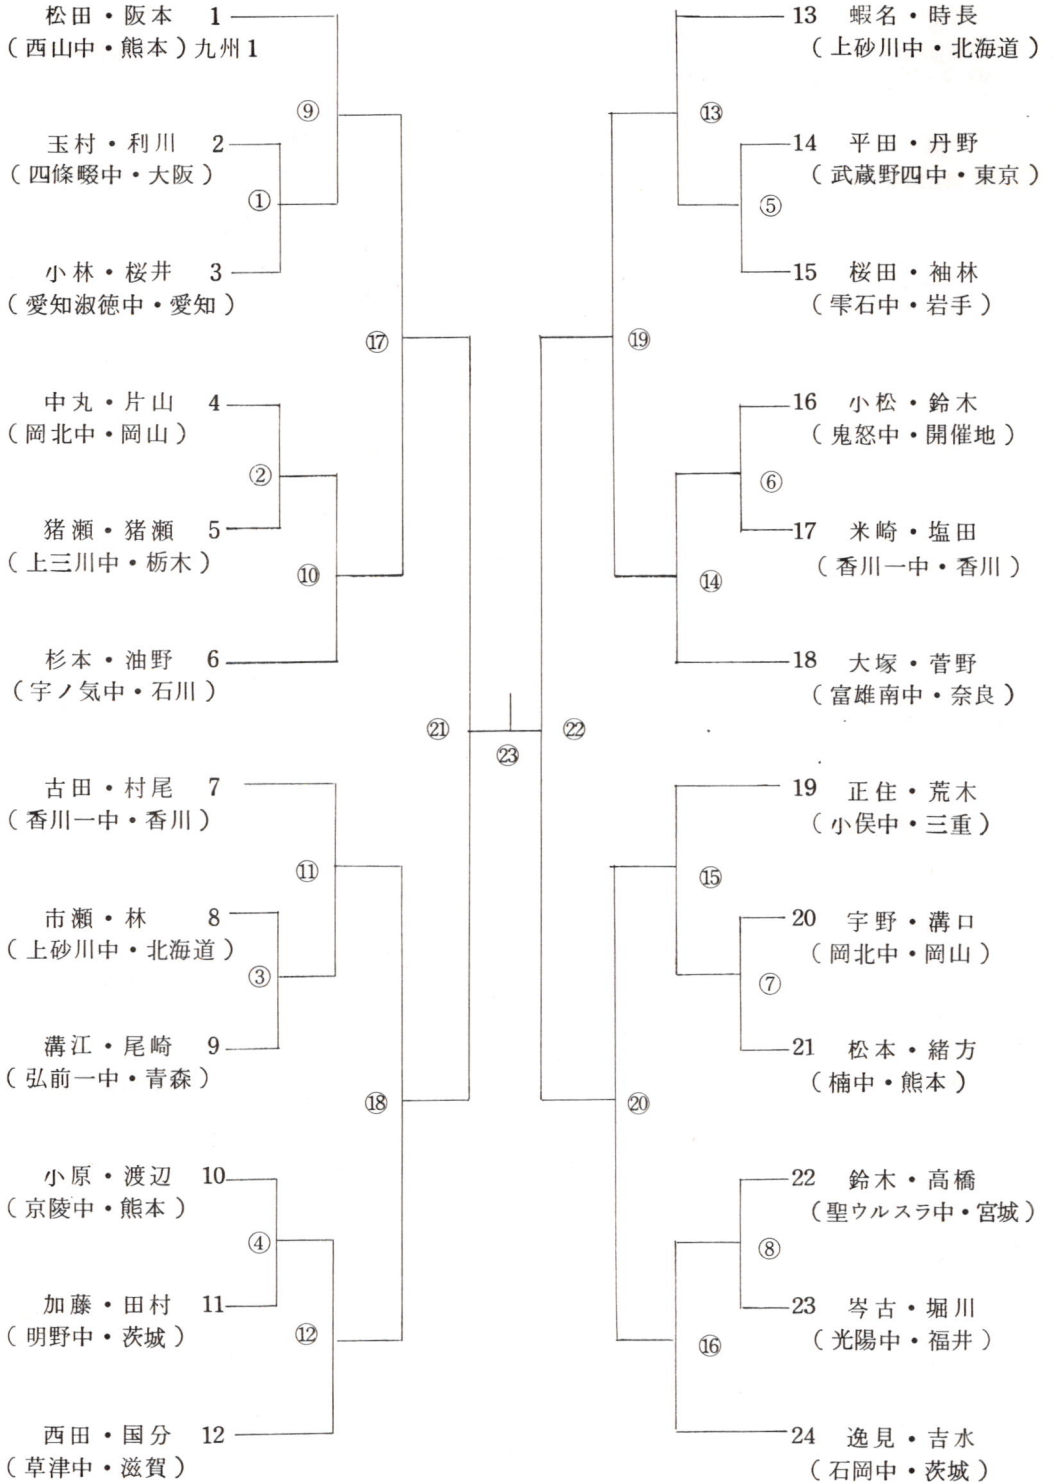 松田・阪本 1
(西山中・熊本)九州1
⑨
玉村・利川 2
(四條畷中・大阪)
①
小林・桜井 3
(愛知淑徳中・愛知)
⑰
中丸・片山 4
(岡北中・岡山)
②
猪瀬・猪瀬 5
(上三川中・栃木)
⑩
杉本・油野 6
(宇ノ気中・石川)
㉑
古田・村尾 7
(香川一中・香川)
⑪
市瀬・林 8
(上砂川中・北海道)
③
溝江・尾崎 9
(弘前一中・青森)
⑱
小原・渡辺 10
(京陵中・熊本)
④
加藤・田村 11
(明野中・茨城)
⑫
西田・国分 12
(草津中・滋賀)
㉓
13 蝦名・時長
(上砂川中・北海道)
⑬
14 平田・丹野
(武蔵野四中・東京)
⑤
15 桜田・袖林
(雫石中・岩手)
⑲
16 小松・鈴木
(鬼怒中・開催地)
⑥
17 米崎・塩田
(香川一中・香川)
⑭
18 大塚・菅野
(富雄南中・奈良)
㉒
19 正住・荒木
(小俣中・三重)
⑮
20 宇野・溝口
(岡北中・岡山)
⑦
21 松本・緒方
(楠中・熊本)
⑳
22 鈴木・高橋
(聖ウルスラ中・宮城)
⑧
23 岑古・堀川
(光陽中・福井)
⑯
24 逸見・吉水
(石岡中・茨城)